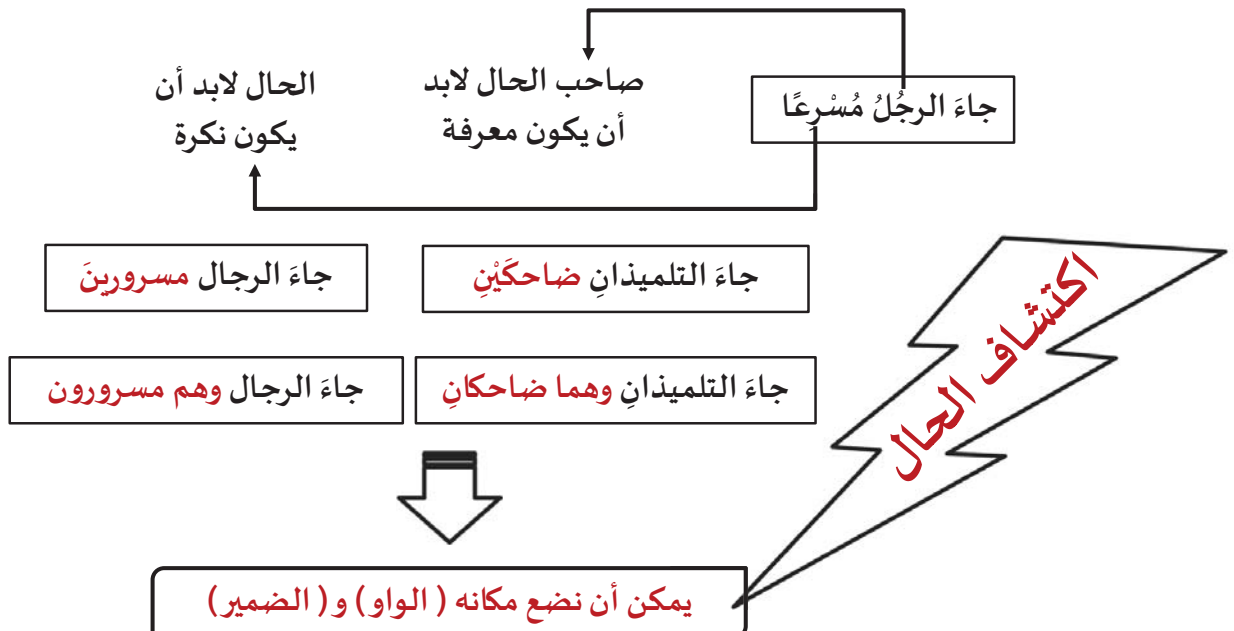 جاءَ الرجُلُ مُسْرِعًا
صاحب الحال لابد
أن يكون معرفة
الحال لابد أن
يكون نكرة
جاءَ التلميذانِ ضاحكَيْنِ
جاءَ الرجال مسرورينَ
جاءَ التلميذانِ وهما ضاحكانِ
جاءَ الرجال وهم مسرورون
اكتشاف الحال
يمكن أن نضع مكانه ( الواو ) و ( الضمير )